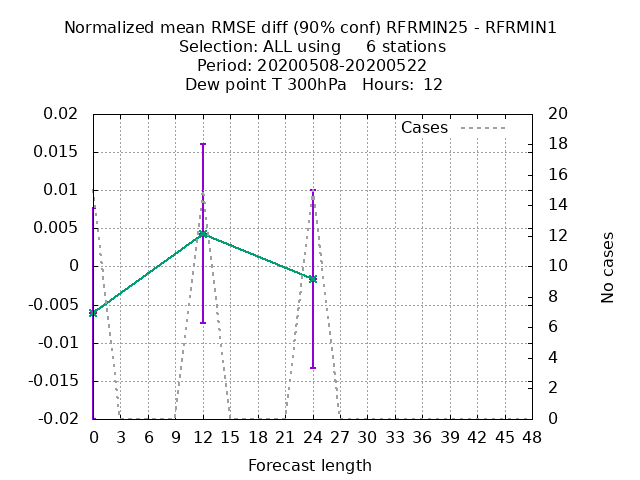 Normalized mean RMSE diff (90% conf) RFRMIN25 - RFRMIN1
Selection: ALL using     6 stations
Period: 20200508-20200522
Dew point T 300hPa   Hours:  12
Cases
0.02
0.015
0.01
0.005
0
-0.005
-0.01
-0.015
-0.02
20
18
16
14
12
10
8
6
4
2
0
No cases
0 3 6 9 12 15 18 21 24 27 30 33 36 39 42 45 48
Forecast length